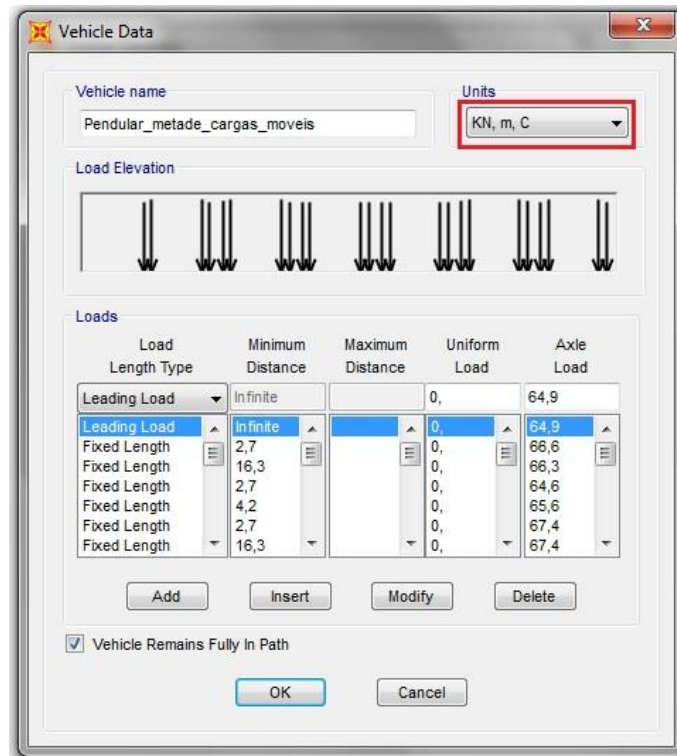 Vehicle Data
Vehicle name
Units
Pendular_metade_cargas_moveis
KN, m, C
Load Elevation
Loads
Load Minimum Maximum Uniform Axle
Length Type Distance Distance Load Load
Leading Load Infinite 0, 64,9
Leading Load Infinite 0, 64,9
Fixed Length 2,7 0, 66,6
Fixed Length 16,3 0, 66,3
Fixed Length 2,7 0, 64,6
Fixed Length 4,2 0, 65,6
Fixed Length 2,7 0, 67,4
Fixed Length 16,3 0, 67,4
Add Insert Modify Delete
Vehicle Remains Fully In Path
OK Cancel